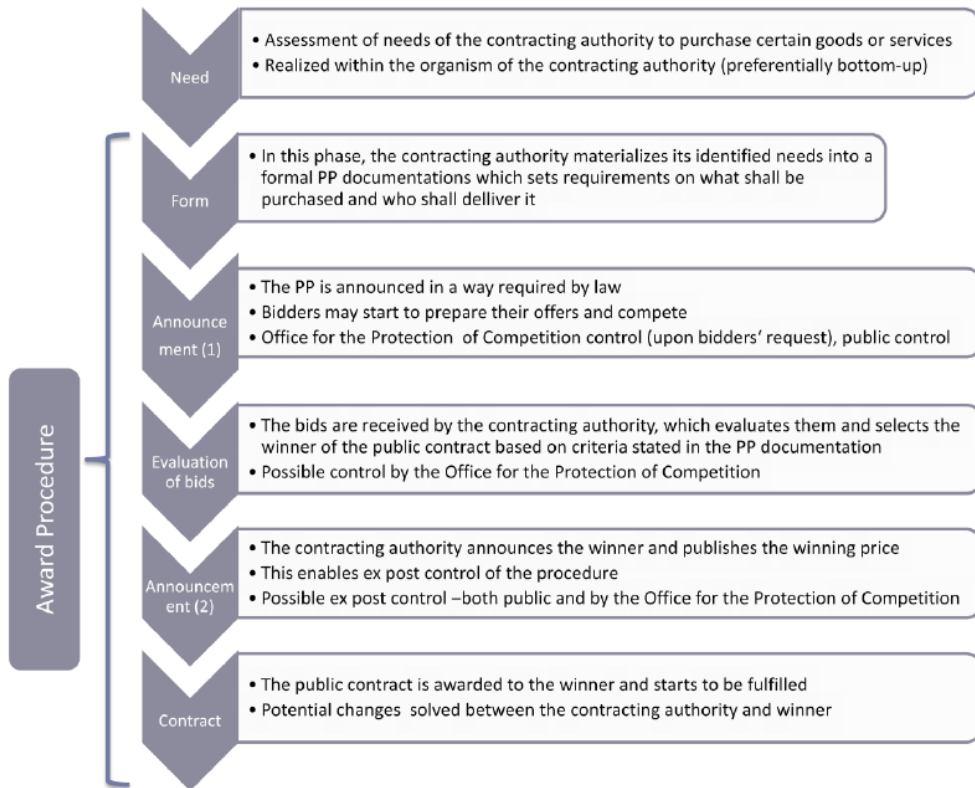 • Assessment of needs of the contracting authority to purchase certain goods or services
• Realized within the organism of the contracting authority (preferentially bottom-up)
Need
• In this phase, the contracting authority materializes its identified needs into a
formal PP documentations which sets requirements on what shall be
purchased and who shall delliver it
Form
• The PP is announced in a way required by law
• Bidders may start to prepare their offers and compete
• Office for the Protection of Competition control (upon bidders' request), public control
Announce
ment (1)
• The bids are received by the contracting authority, which evaluates them and selects the
winner of the public contract based on criteria stated in the PP documentation
• Possible control by the Office for the Protection of Competition
Evaluation
of bids
• The contracting authority announces the winner and publishes the winning price
• This enables ex post control of the procedure
• Possible ex post control –both public and by the Office for the Protection of Competition
Announcem
ent (2)
• The public contract is awarded to the winner and starts to be fulfilled
• Potential changes solved between the contracting authority and winner
Contract
Award Procedure